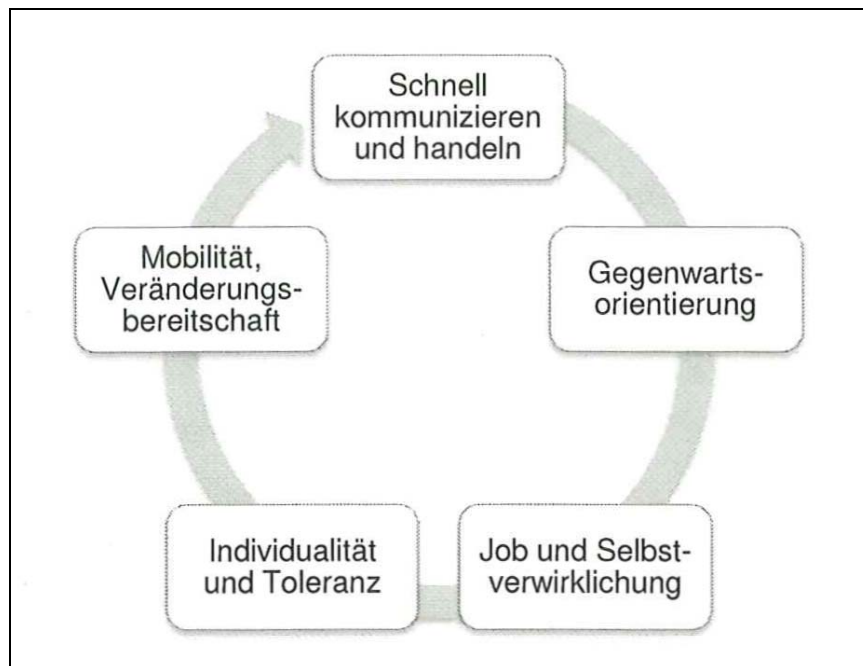 Schnell
kommunizieren
und handeln
Gegenwarts-
orientierung
Job und Selbst-
verwirklichung
Individualität
und Toleranz
Mobilität,
Veränderungs-
bereitschaft